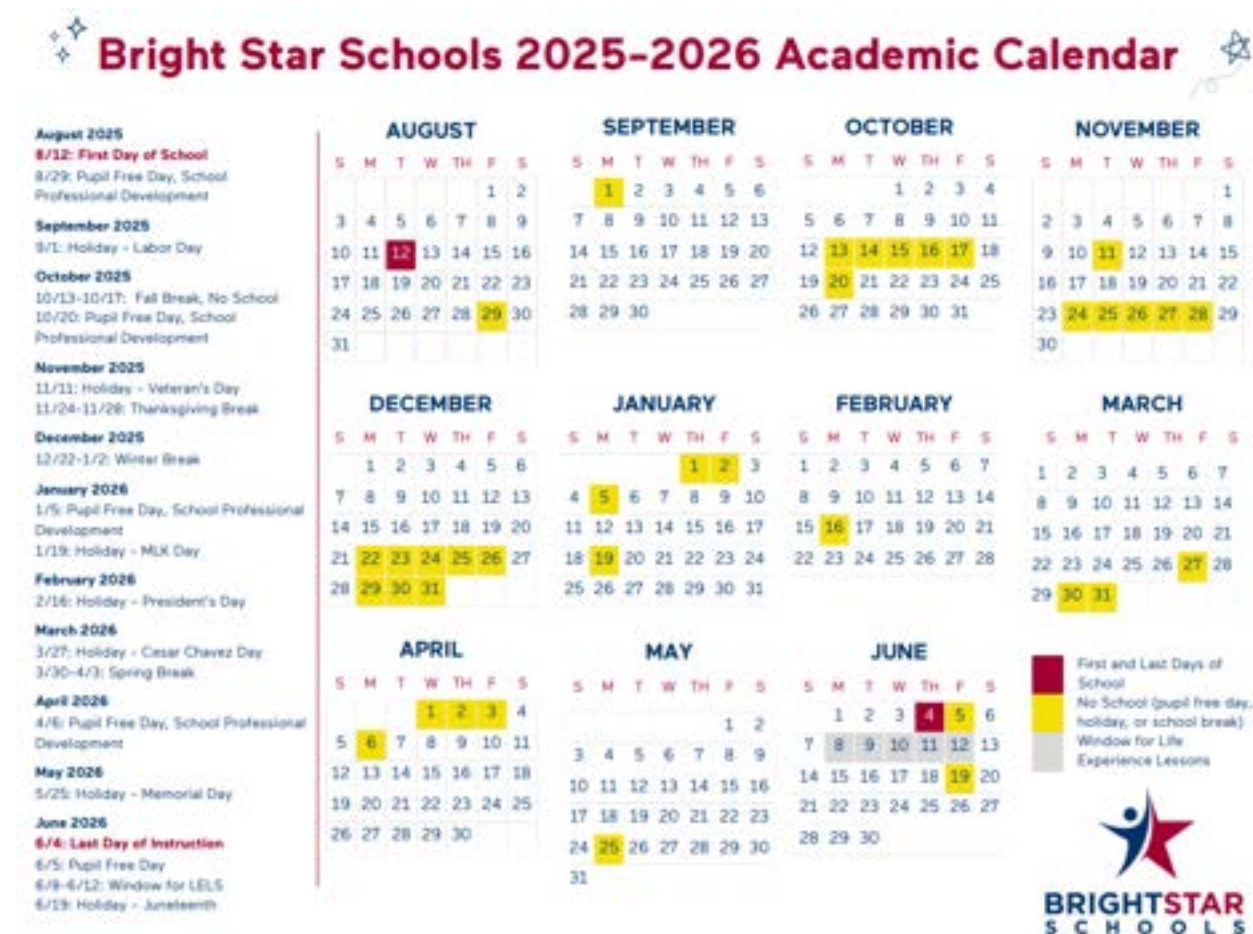 Bright Star Schools 2025-2026 Academic Calendar
August 2025
8/12: First Day of School
8/29: Pupil Free Day, School
Professional Development
September 2025
9/1: Holiday - Labor Day
October 2025
10/13-10/17: Fall Break, No School
10/20: Pupil Free Day, School
Professional Development
November 2025
11/11: Holiday - Veteran's Day
11/24-11/28: Thanksgiving Break
December 2025
12/22-1/2: Winter Break
January 2026
1/5: Pupil Free Day, School Professional
Development
1/19: Holiday - MLK Day
February 2026
2/16: Holiday - President's Day
March 2026
3/27: Holiday - Cesar Chavez Day
3/30-4/3: Spring Break
April 2026
4/6: Pupil Free Day, School Professional
Development
May 2026
5/25: Holiday - Memorial Day
June 2026
6/4: Last Day of Instruction
6/5: Pupil Free Day
6/8-6/12: Window for LELS
6/19: Holiday - Juneteenth
AUGUST
S M T W TH F S
1 2
3 4 5 6 7 8 9
10 11 12 13 14 15 16
17 18 19 20 21 22 23
24 25 26 27 28 29 30
31
SEPTEMBER
S M T W TH F S
1 2 3 4 5 6
7 8 9 10 11 12 13
14 15 16 17 18 19 20
21 22 23 24 25 26 27
28 29 30
OCTOBER
S M T W TH F S
1 2 3 4
5 6 7 8 9 10 11
12 13 14 15 16 17 18
19 20 21 22 23 24 25
26 27 28 29 30 31
NOVEMBER
S M T W TH F S
1
2 3 4 5 6 7 8
9 10 11 12 13 14 15
16 17 18 19 20 21 22
23 24 25 26 27 28 29
30
DECEMBER
S M T W TH F S
1 2 3 4 5 6
7 8 9 10 11 12 13
14 15 16 17 18 19 20
21 22 23 24 25 26 27
28 29 30 31
JANUARY
S M T W TH F S
1 2 3
4 5 6 7 8 9 10
11 12 13 14 15 16 17
18 19 20 21 22 23 24
25 26 27 28 29 30 31
FEBRUARY
S M T W TH F S
1 2 3 4 5 6 7
8 9 10 11 12 13 14
15 16 17 18 19 20 21
22 23 24 25 26 27 28
MARCH
S M T W TH F S
1 2 3 4 5 6 7
8 9 10 11 12 13 14
15 16 17 18 19 20 21
22 23 24 25 26 27 28
29 30 31
APRIL
S M T W TH F S
1 2 3 4
5 6 7 8 9 10 11
12 13 14 15 16 17 18
19 20 21 22 23 24 25
26 27 28 29 30
MAY
S M T W TH F S
1 2
3 4 5 6 7 8 9
10 11 12 13 14 15 16
17 18 19 20 21 22 23
24 25 26 27 28 29 30
31
JUNE
S M T W TH F S
1 2 3 4 5 6
7 8 9 10 11 12 13
14 15 16 17 18 19 20
21 22 23 24 25 26 27
28 29 30
First and Last Days of
School
No School (pupil free day,
holiday, or school break)
Window for Life
Experience Lessons
BRIGHTSTAR
SCHOOLS